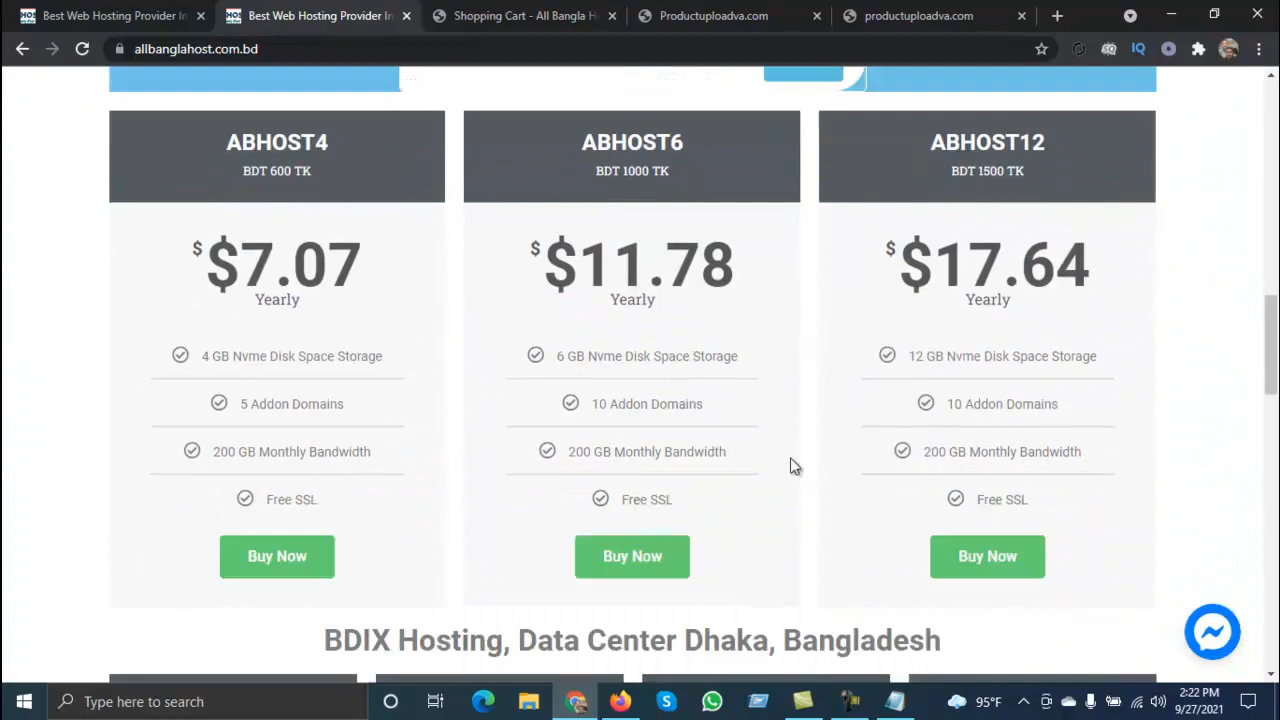 Best Web Hosting Provider In
Best Web Hosting Provider In
Shopping Cart - All Bangla H
Productuploadva.com
productuploadva.com
allbanglahost.com.bd
ABHOST4
BDT 600 TK
$ $7.07
Yearly
4 GB Nvme Disk Space Storage
5 Addon Domains
200 GB Monthly Bandwidth
Free SSL
Buy Now
ABHOST6
BDT 1000 TK
$ $11.78
Yearly
6 GB Nvme Disk Space Storage
10 Addon Domains
200 GB Monthly Bandwidth
Free SSL
Buy Now
ABHOST12
BDT 1500 TK
$ $17.64
Yearly
12 GB Nvme Disk Space Storage
10 Addon Domains
200 GB Monthly Bandwidth
Free SSL
Buy Now
BDIX Hosting, Data Center Dhaka, Bangladesh
Type here to search
95°F
2:22 PM
9/27/2021